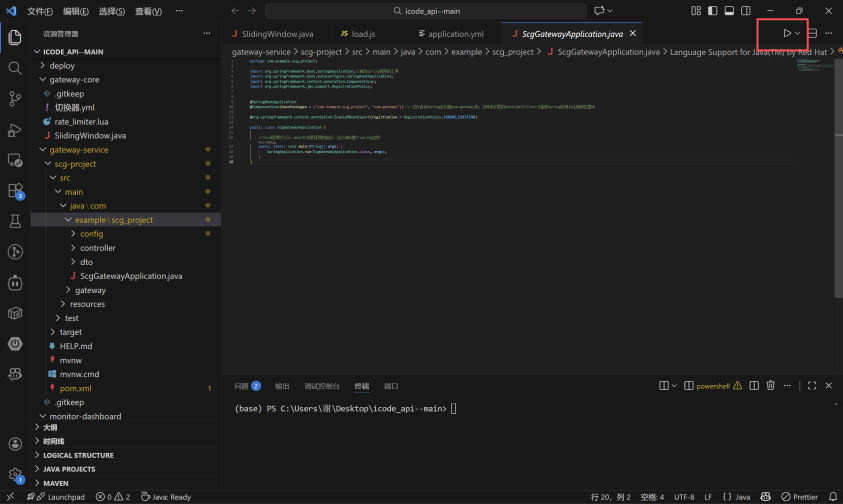 文件(F) 编辑(E) 选择(S) 查看(V) ··· icode_api--main
资源管理器 ···
SlidingWindow.java JS load.js application.yml ScgGatewayApplication.java
gateway-service > scg-project > src > main > java > com > example > scg_project > ScgGatewayApplication.java > Language Support for Java(TM) by Red Hat >
ICODE_API--MAIN
deploy
gateway-core
.gitkeep
切换器.yml
rate_limiter.lua
SlidingWindow.java
gateway-service
scg-project
src
main
java \ com
example \ scg_project
config
controller
dto
ScgGatewayApplication.java
gateway
resources
test
target
HELP.md
mvnw
mvnw.cmd
pom.xml 1
.gitkeep
monitor-dashboard
大纲
时间线
LOGICAL STRUCTURE
JAVA PROJECTS
MAVEN
package com.example.scg_project;
import org.springframework.boot.SpringApplication;
import org.springframework.boot.autoconfigure.SpringBootApplication;
import org.springframework.context.annotation.ComponentScan;
import org.springframework.jmx.support.RegistrationPolicy;
@SpringBootApplication
@ComponentScan(basePackages = {"com.example.scg_project", "com.gateway"})
@org.springframework.context.annotation.EnableMBeanExport(registration = RegistrationPolicy.IGNORE_EXISTING)
public class ScgGatewayApplication {
Run|Debug
public static void main(String[] args) {
SpringApplication.run(ScgGatewayApplication.class, args);
}
}
问题 2 输出 调试控制台 终端 端口 powershell
(base) PS C:\Users\谢\Desktop\icode_api--main>
3
1
Launchpad 0 2 Java: Ready 行 20，列 2 空格: 4 UTF-8 LF { } Java Prettier